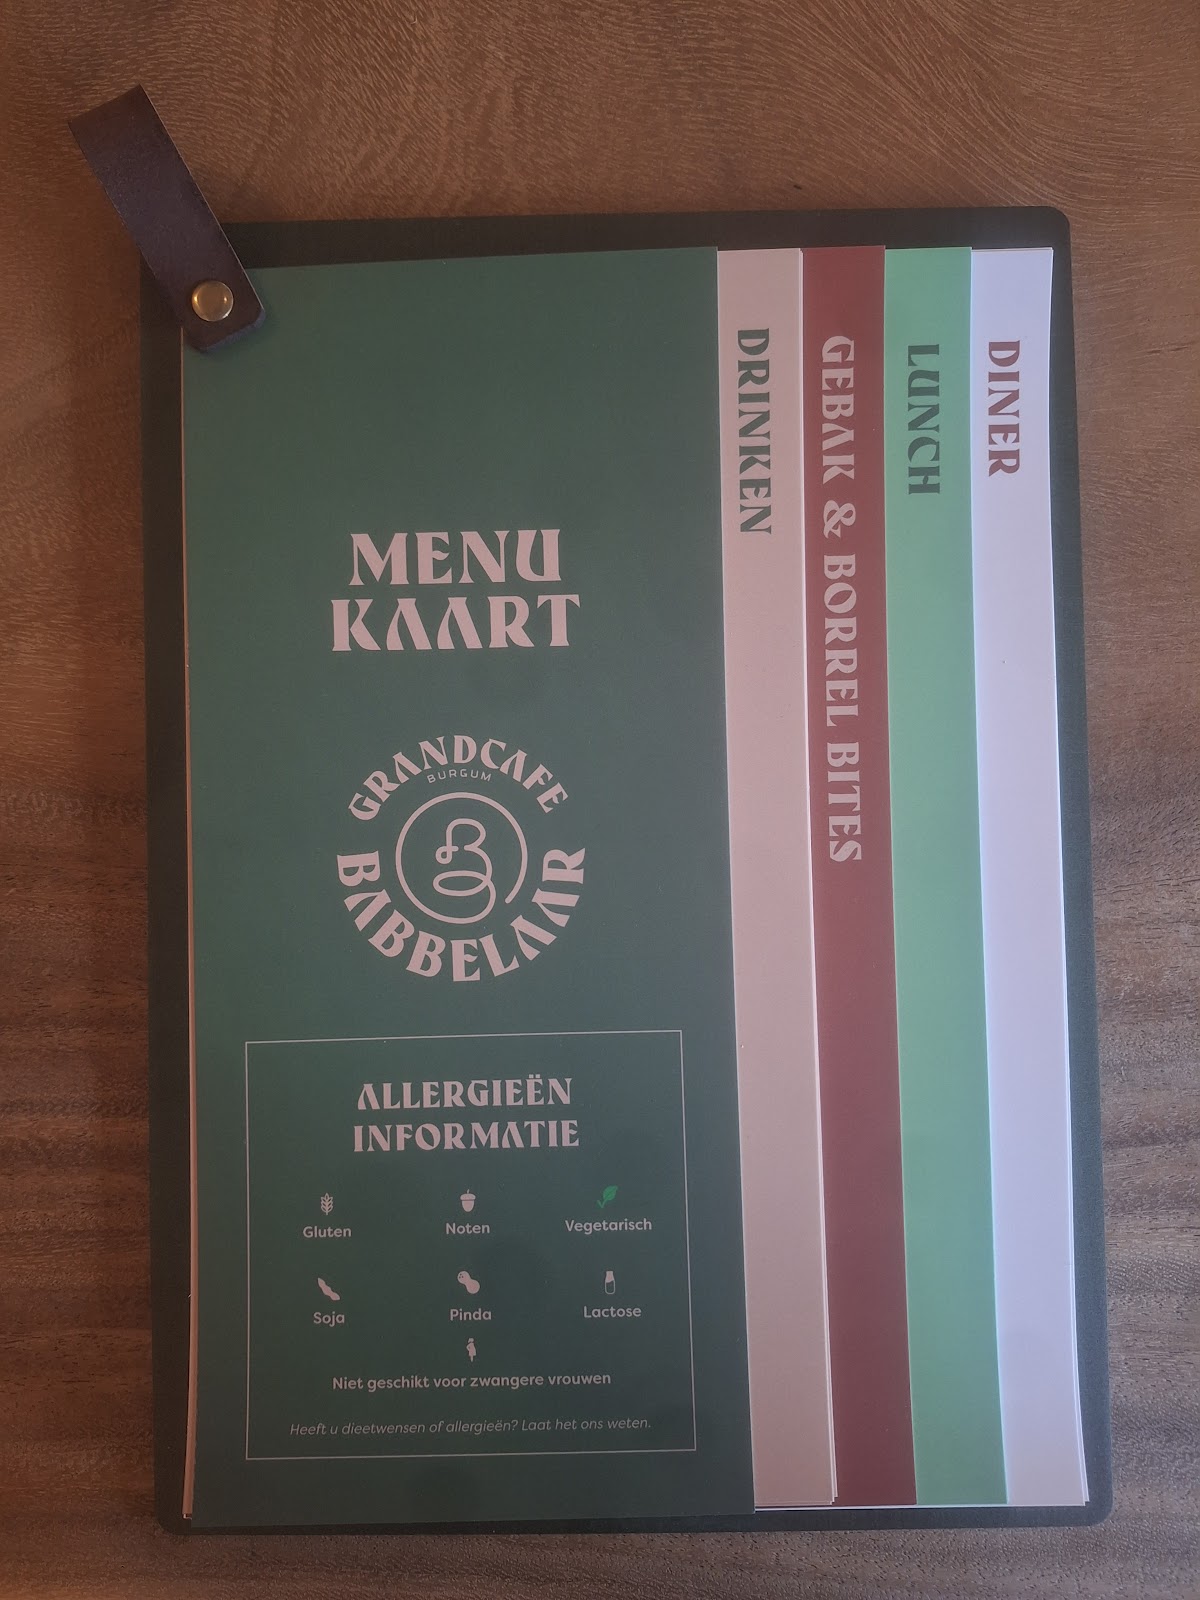 MENU
KAART
GRANDCAFE
BURGUM
BABBELAAR
ALLERGIEËN
INFORMATIE
Gluten
Noten
Vegetarisch
Soja
Pinda
Lactose
Niet geschikt voor zwangere vrouwen
Heeft u dieetwensen of allergieën? Laat het ons weten.
DRINKEN
GEBAK & BORREL BITES
LUNCH
DINER